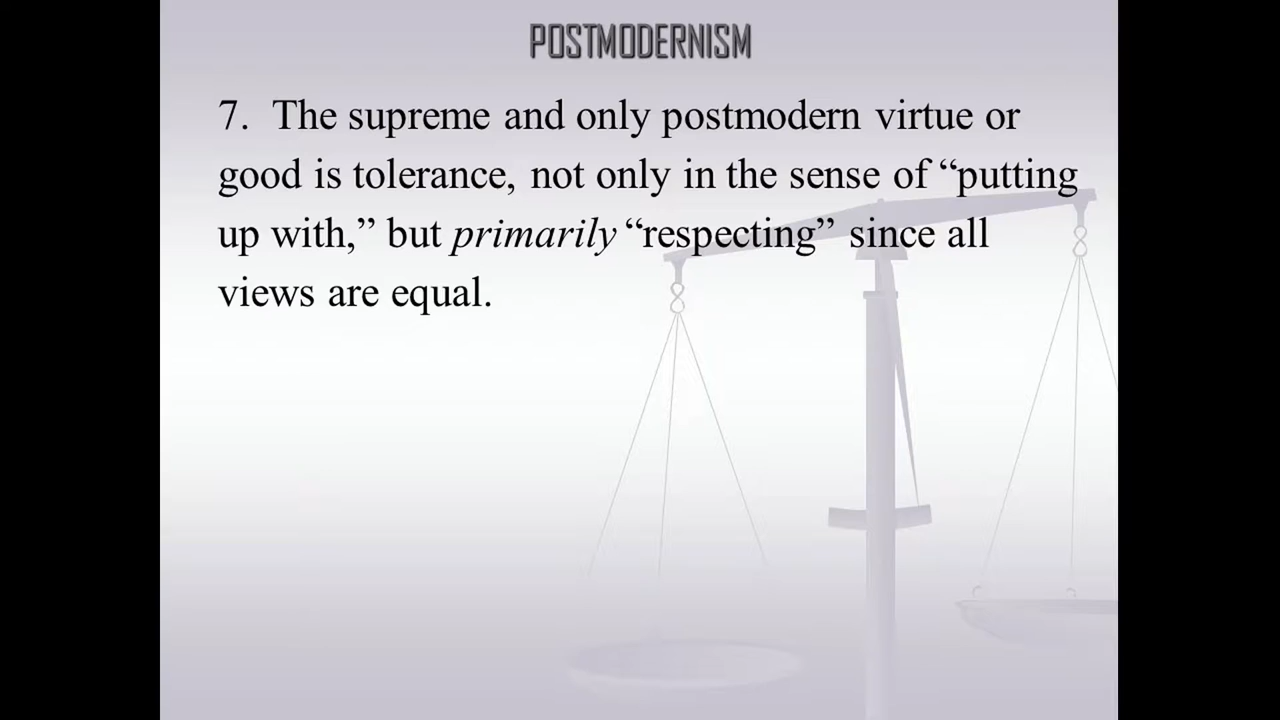 POSTMODERNISM
7. The supreme and only postmodern virtue or
good is tolerance, not only in the sense of “putting
up with,” but primarily “respecting” since all
views are equal.